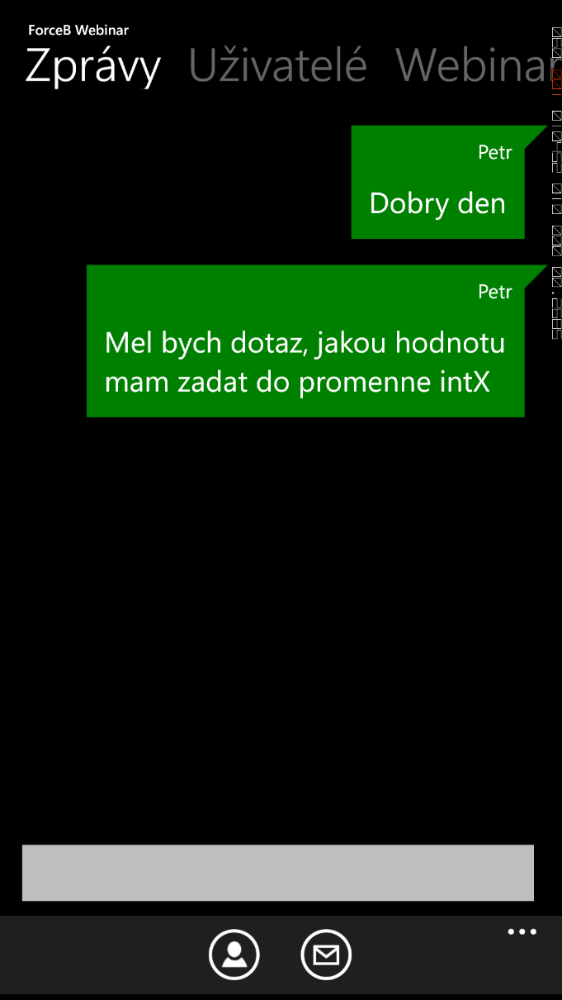 ForceB Webinar
Zprávy Uživatelé Webinar
Petr
Dobry den
Petr
Mel bych dotaz, jakou hodnotu
mam zadat do promenne intX